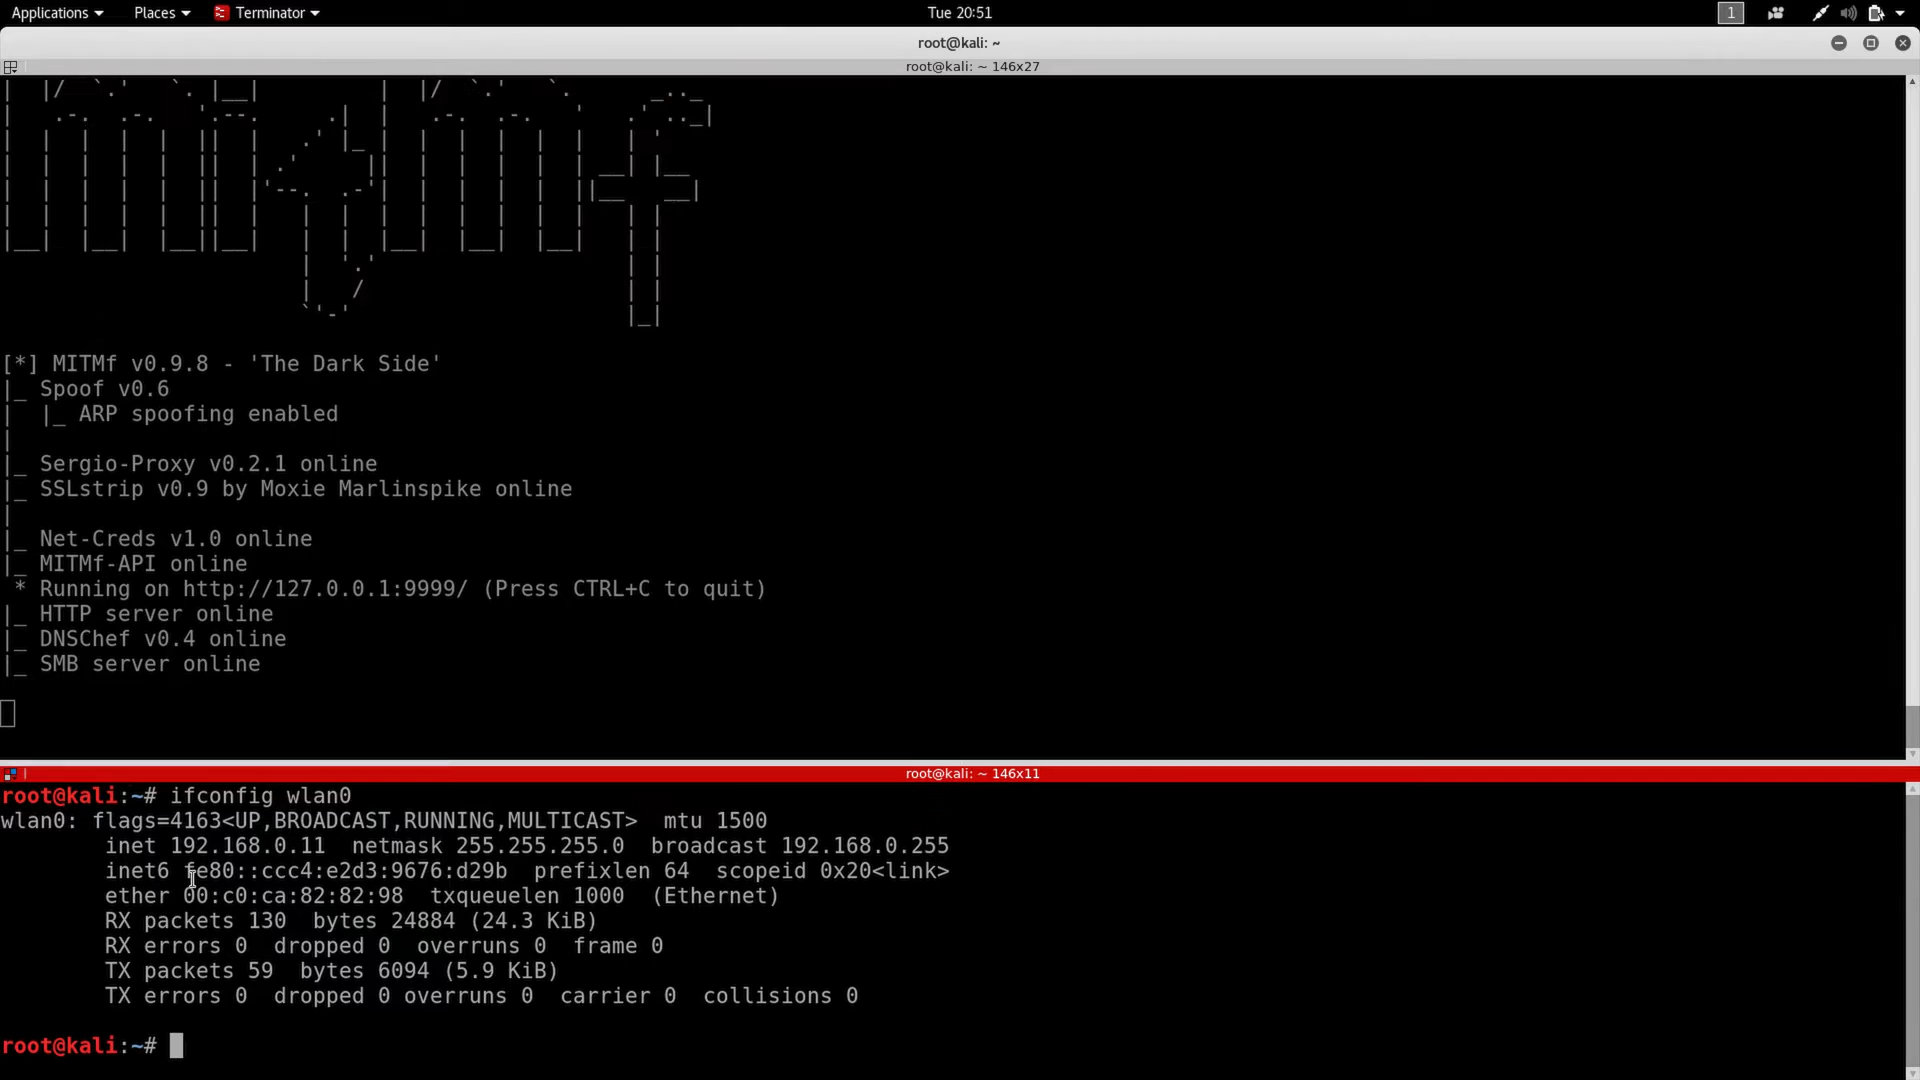 Applications Places Terminator Tue 20:51 1
root@kali: ~
root@kali: ~ 146x27
[*] MITMf v0.9.8 - 'The Dark Side'
|_ Spoof v0.6
|  |_ ARP spoofing enabled
|
|_ Sergio-Proxy v0.2.1 online
|_ SSLstrip v0.9 by Moxie Marlinspike online
|
|_ Net-Creds v1.0 online
|_ MITMf-API online
 * Running on http://127.0.0.1:9999/ (Press CTRL+C to quit)
|_ HTTP server online
|_ DNSChef v0.4 online
|_ SMB server online
root@kali: ~ 146x11
root@kali:~# ifconfig wlan0
wlan0: flags=4163<UP,BROADCAST,RUNNING,MULTICAST>  mtu 1500
        inet 192.168.0.11  netmask 255.255.255.0  broadcast 192.168.0.255
        inet6 fe80::ccc4:e2d3:9676:d29b  prefixlen 64  scopeid 0x20<link>
        ether 00:c0:ca:82:82:98  txqueuelen 1000  (Ethernet)
        RX packets 130  bytes 24884 (24.3 KiB)
        RX errors 0  dropped 0  overruns 0  frame 0
        TX packets 59  bytes 6094 (5.9 KiB)
        TX errors 0  dropped 0 overruns 0  carrier 0  collisions 0
root@kali:~#